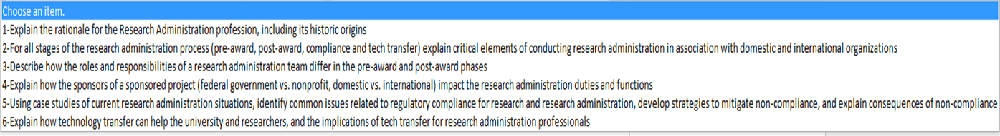 Choose an item.
1-Explain the rationale for the Research Administration profession, including its historic origins
2-For all stages of the research administration process (pre-award, post-award, compliance and tech transfer) explain critical elements of conducting research administration in association with domestic and international organizations
3-Describe how the roles and responsibilities of a research administration team differ in the pre-award and post-award phases
4-Explain how the sponsors of a sponsored project (federal government vs. nonprofit, domestic vs. international) impact the research administration duties and functions
5-Using case studies of current research administration situations, identify common issues related to regulatory compliance for research and research administration, develop strategies to mitigate non-compliance, and explain consequences of non-compliance
6-Explain how technology transfer can help the university and researchers, and the implications of tech transfer for research administration professionals